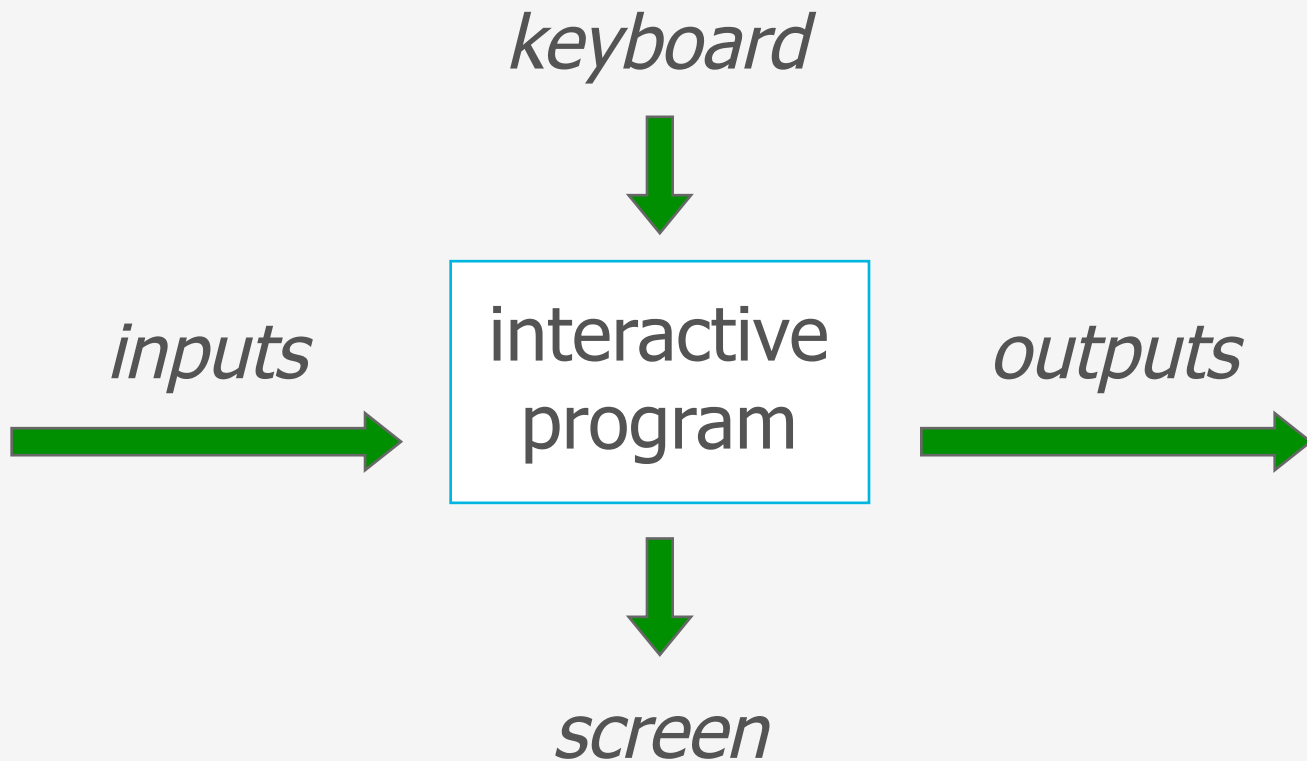 keyboard
inputs
interactive
program
outputs
screen